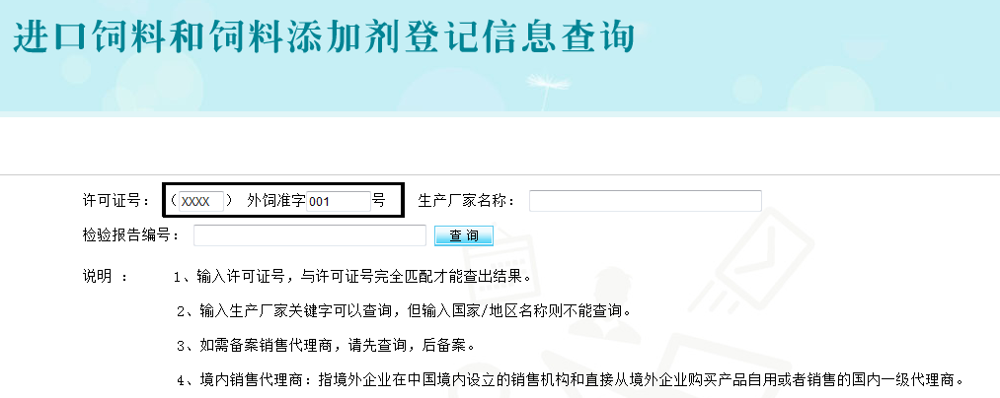 进口饲料和饲料添加剂登记信息查询
许可证号：（XXXX） 外饲准字001号 生产厂家名称：
检验报告编号： 查询
说明： 1、输入许可证号，与许可证号完全匹配才能查出结果。
2、输入生产厂家关键字可以查询，但输入国家/地区名称则不能查询。
3、如需备案销售代理商，请先查询，后备案。
4、境内销售代理商：指境外企业在中国境内设立的销售机构和直接从境外企业购买产品自用或者销售的国内一级代理商。